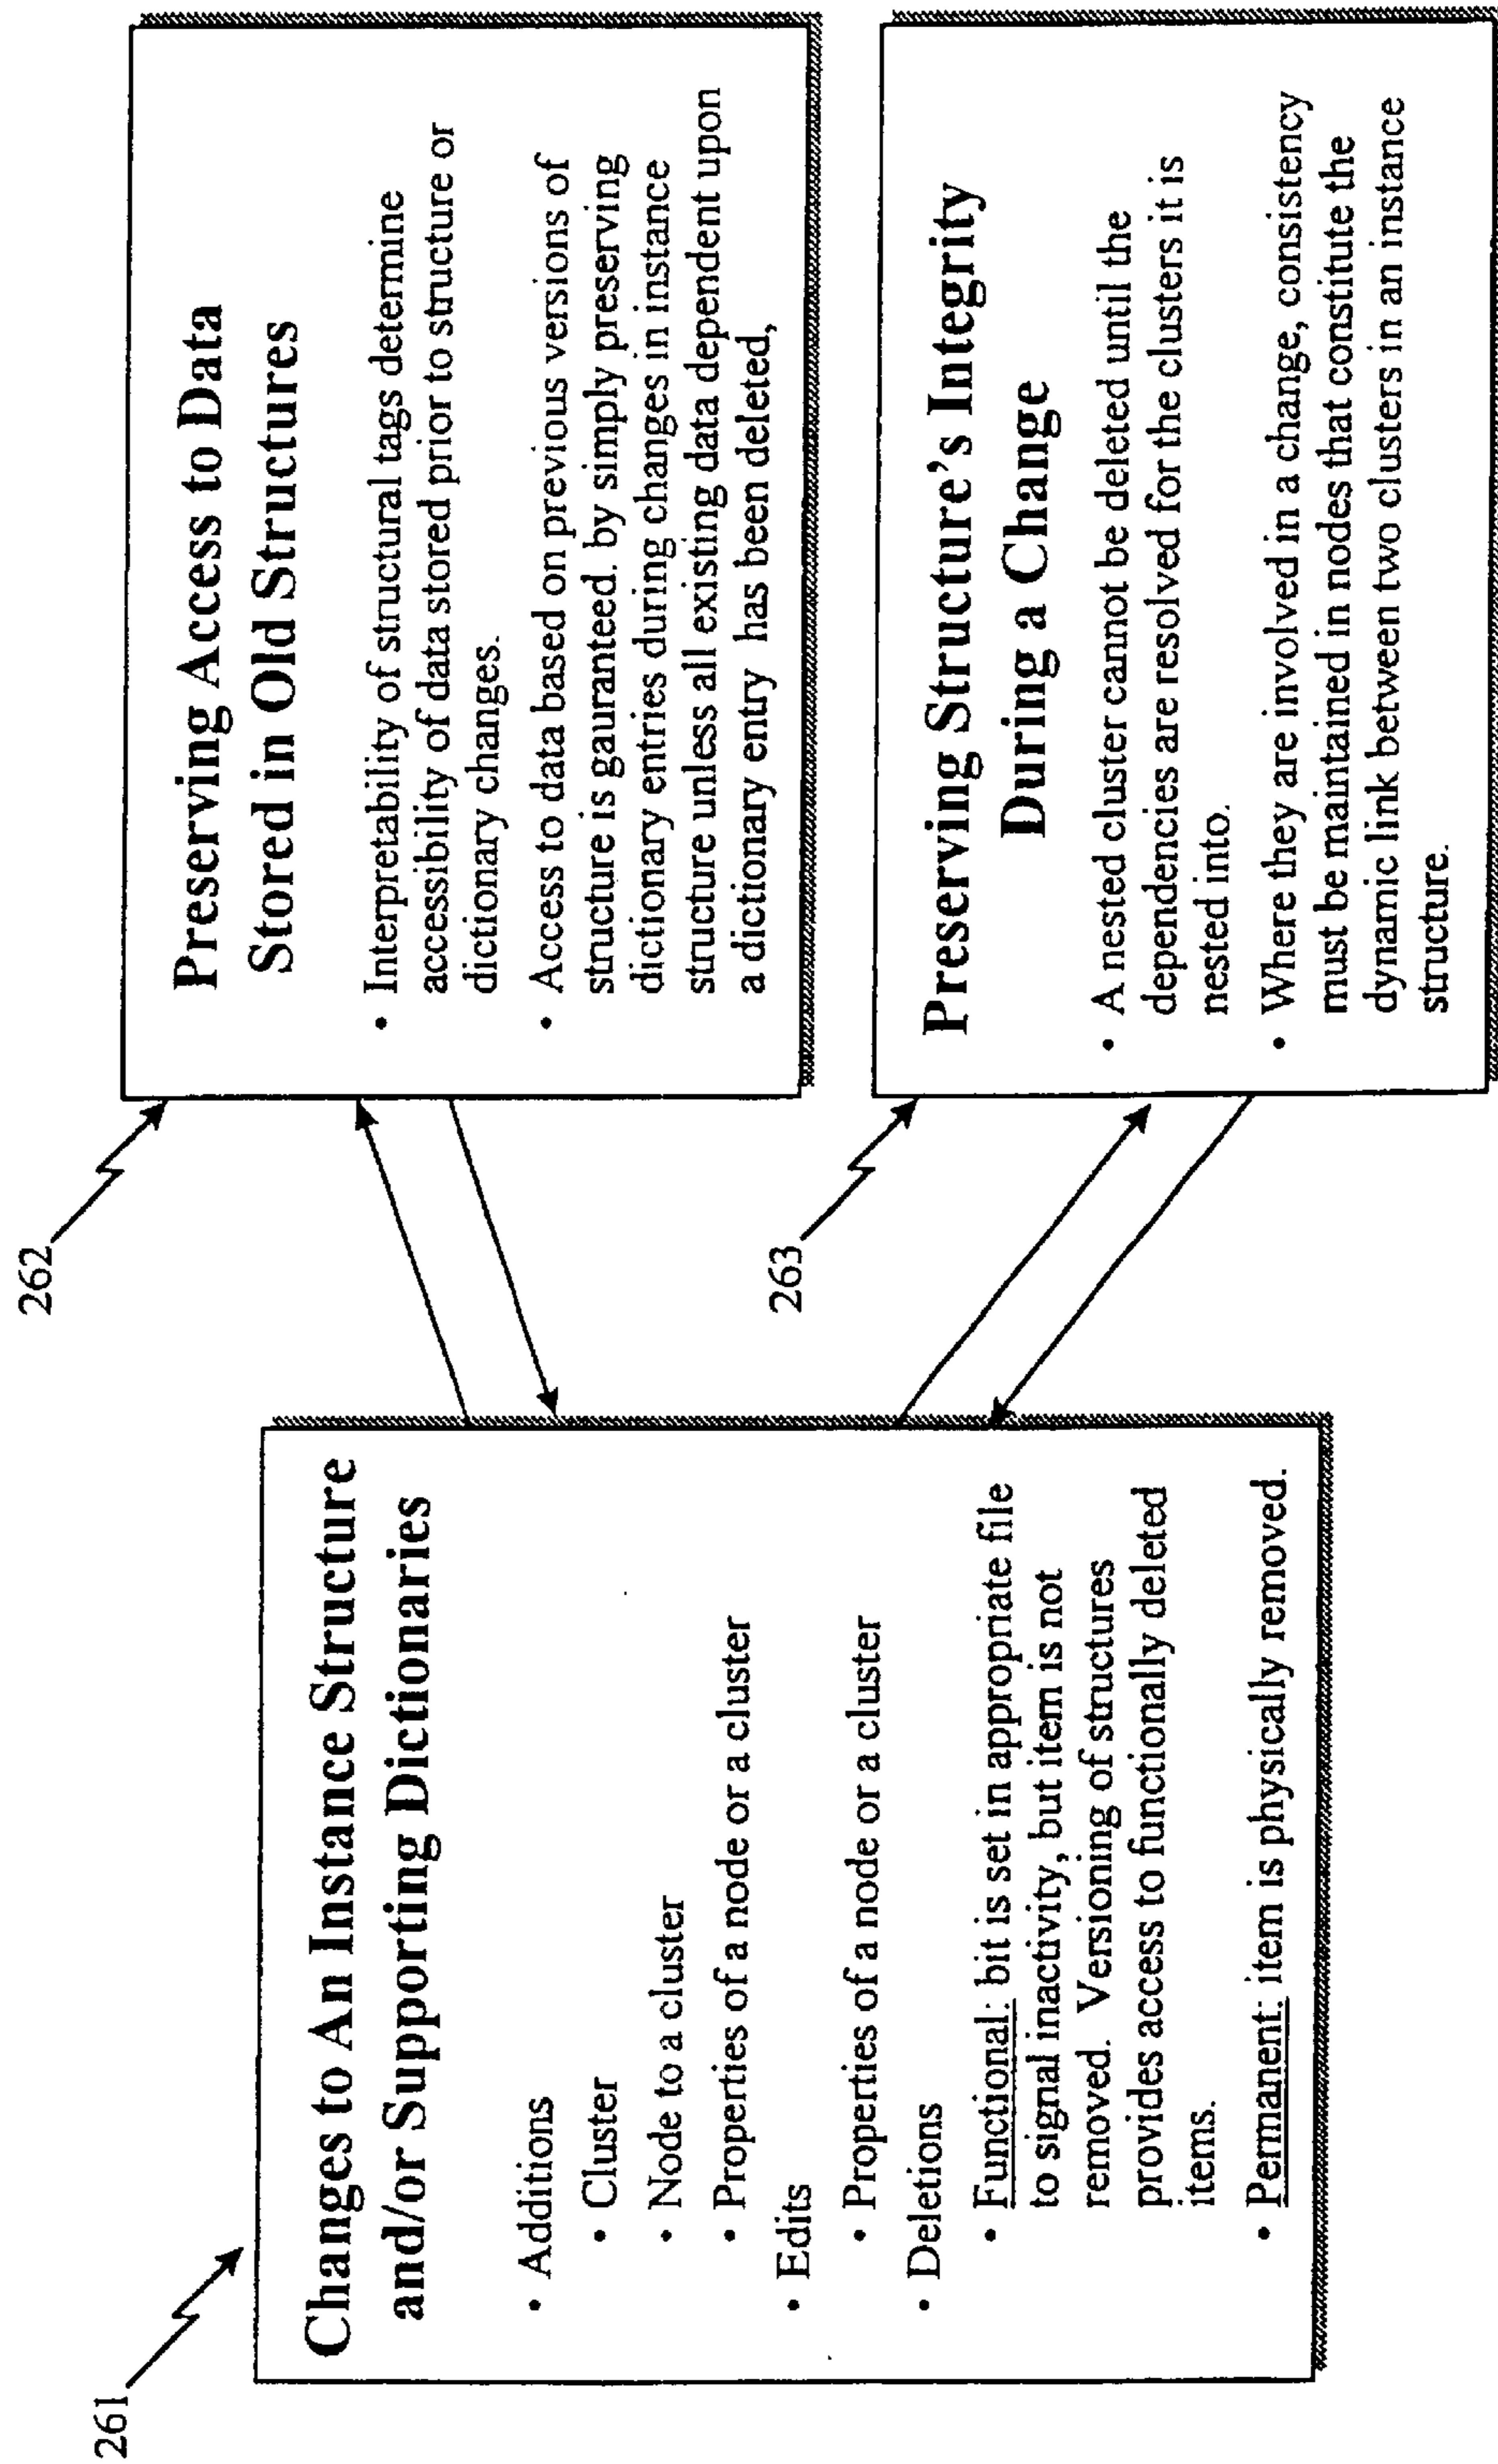 261
Changes to An Instance Structure
and/or Supporting Dictionaries
• Additions
• Cluster
• Node to a cluster
• Properties of a node or a cluster
• Edits
• Properties of a node or a cluster
• Deletions
• Functional: bit is set in appropriate file
to signal inactivity, but item is not
removed. Versioning of structures
provides access to functionally deleted
items.
• Permanent: item is physically removed.
262
Preserving Access to Data
Stored in Old Structures
• Interpretability of structural tags determine
accessibility of data stored prior to structure or
dictionary changes.
• Access to data based on previous versions of
structure is gauranteed. by simply preserving
dictionary entries during changes in instance
structure unless all existing data dependent upon
a dictionary entry has been deleted,
263
Preserving Structure's Integrity
During a Change
• A nested cluster cannot be deleted until the
dependencies are resolved for the clusters it is
nested into.
• Where they are involved in a change, consistency
must be maintained in nodes that constitute the
dynamic link between two clusters in an instance
structure.